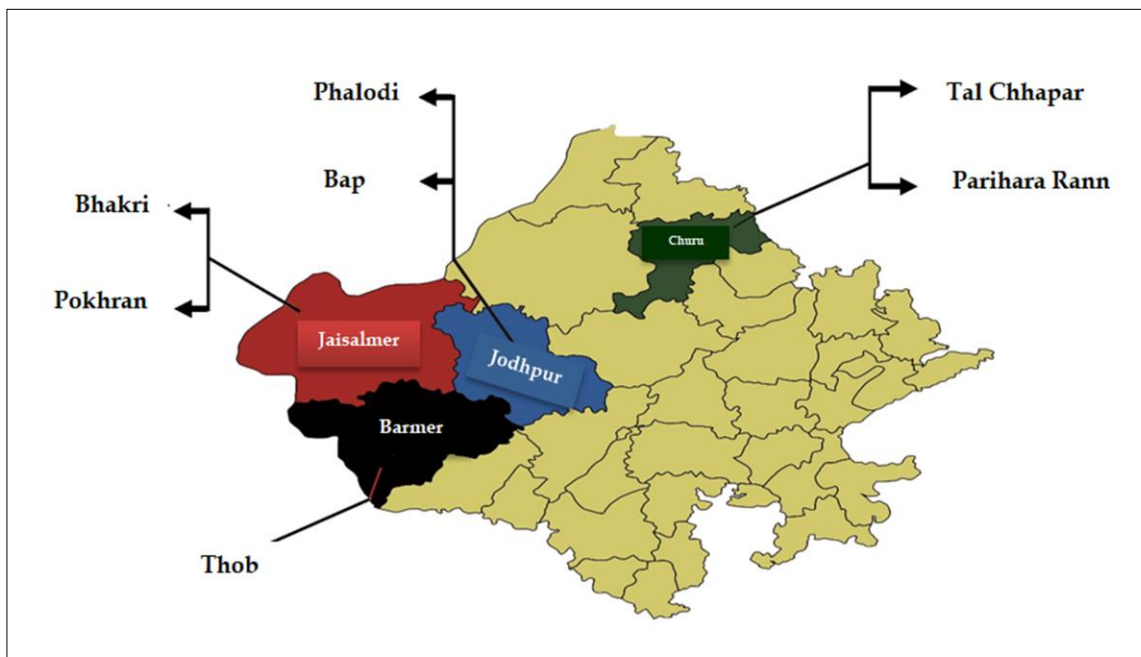 Phalodi
Tal Chhapar
Bap
Parihara Rann
Bhakri
Churu
Pokhran
Jaisalmer
Jodhpur
Barmer
Thob